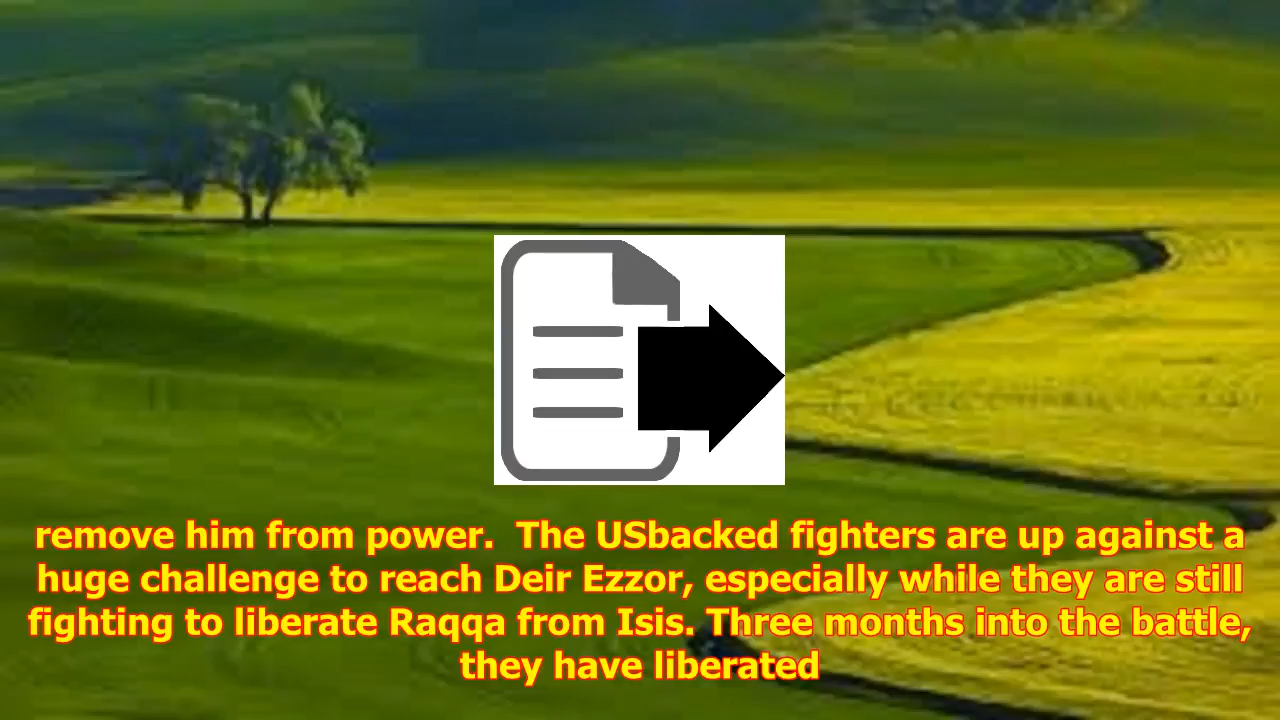 remove him from power.  The USbacked fighters are up against a
huge challenge to reach Deir Ezzor, especially while they are still
fighting to liberate Raqqa from Isis. Three months into the battle,
they have liberated